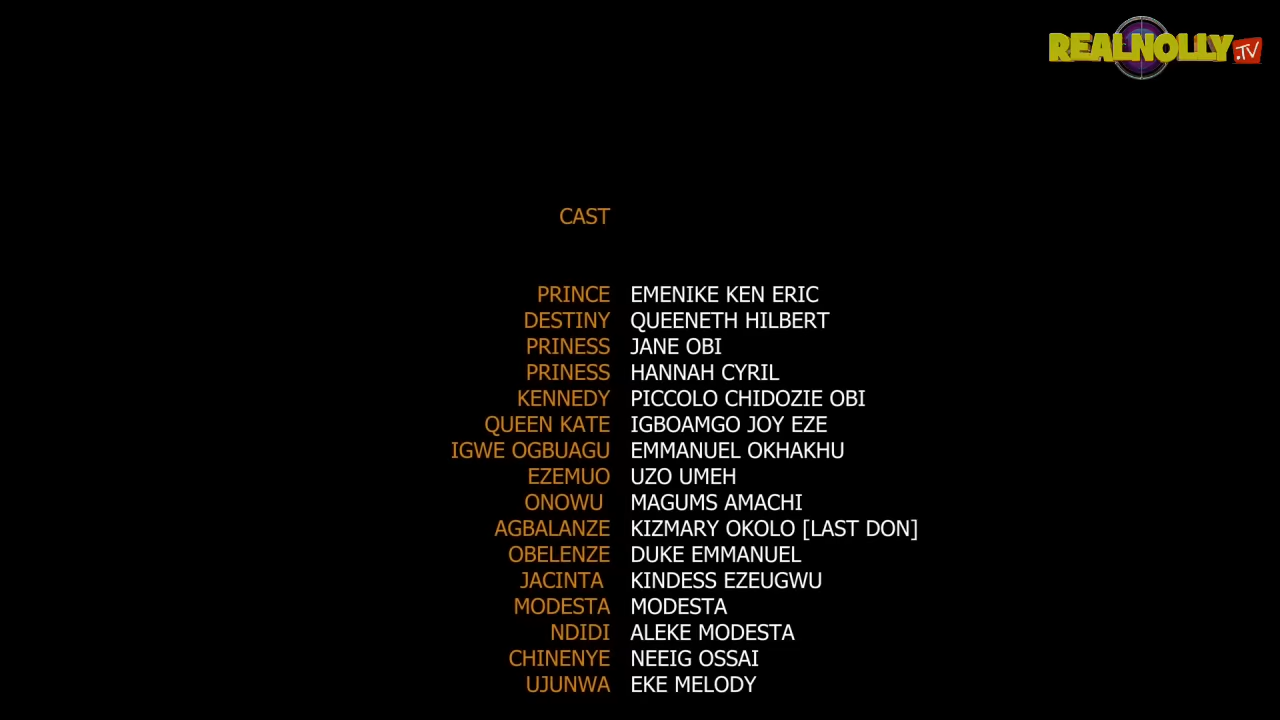 REALNOLLY.TV
CAST
PRINCE EMENIKE KEN ERIC
DESTINY QUEENETH HILBERT
PRINESS JANE OBI
PRINESS HANNAH CYRIL
KENNEDY PICCOLO CHIDOZIE OBI
QUEEN KATE IGBOAMGO JOY EZE
IGWE OGBUAGU EMMANUEL OKHAKHU
EZEMUO UZO UMEH
ONOWU MAGUMS AMACHI
AGBALANZE KIZMARY OKOLO [LAST DON]
OBELENZE DUKE EMMANUEL
JACINTA KINDESS EZEUGWU
MODESTA MODESTA
NDIDI ALEKE MODESTA
CHINENYE NEEIG OSSAI
UJUNWA EKE MELODY